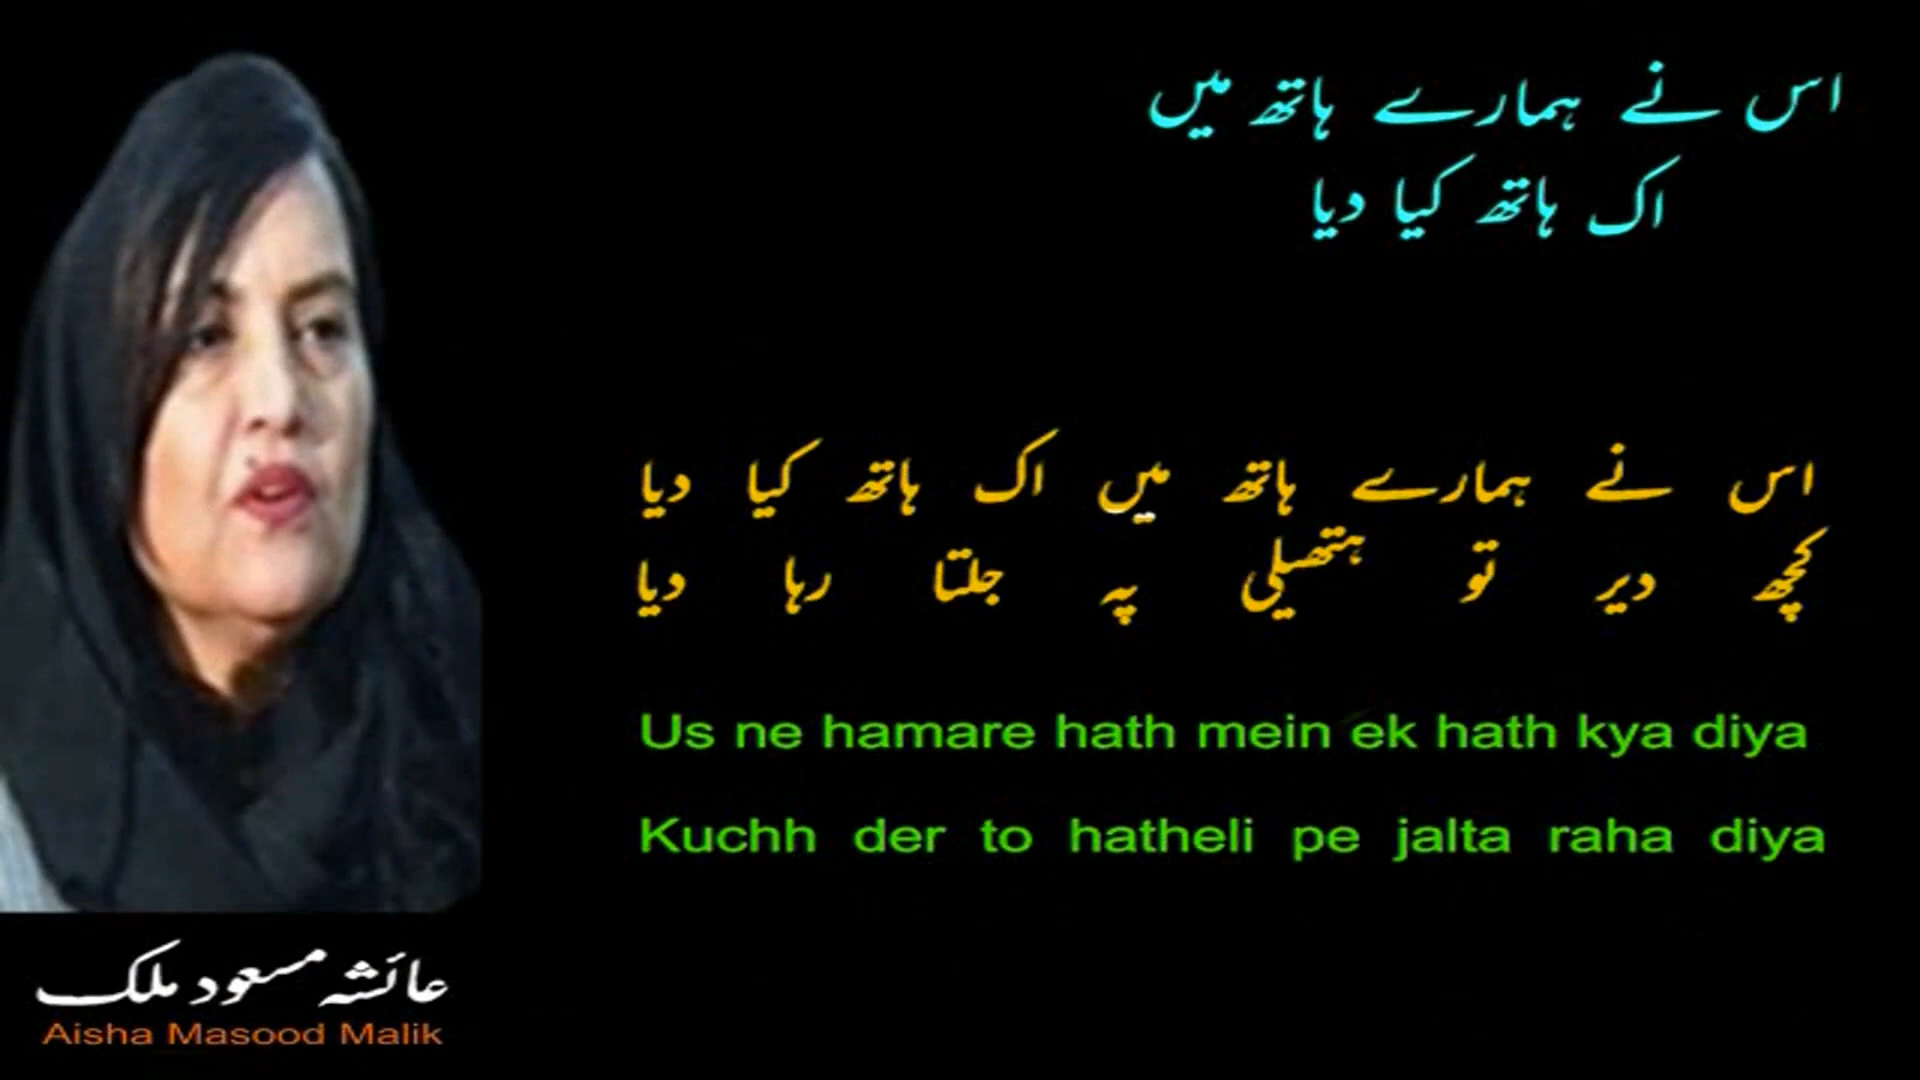 اس نے ہمارے ہاتھ میں
اک ہاتھ کیا دیا
اس نے ہمارے ہاتھ میں اک ہاتھ کیا دیا
کچھ دیر تو ہتھیلی پہ جلتا رہا دیا
Us ne hamare hath mein ek hath kya diya
Kuchh der to hatheli pe jalta raha diya
عائشہ مسعود ملک
Aisha Masood Malik